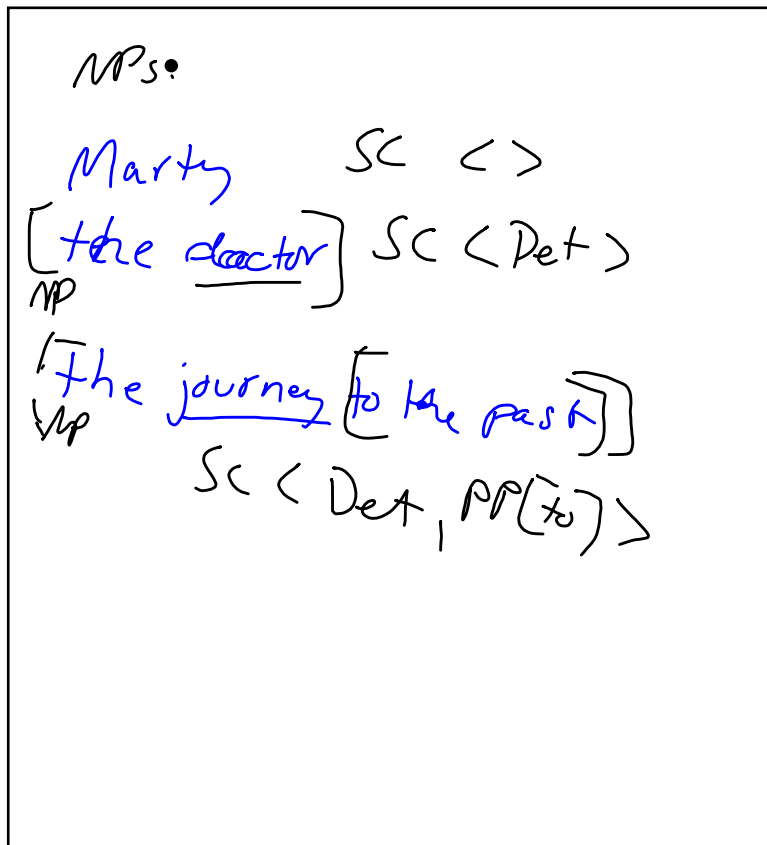 NPs:
Marty SC < >
[the doctor] SC <Det>
NP
[the journey [to the past]]
NP
SC <Det, PP[to]>